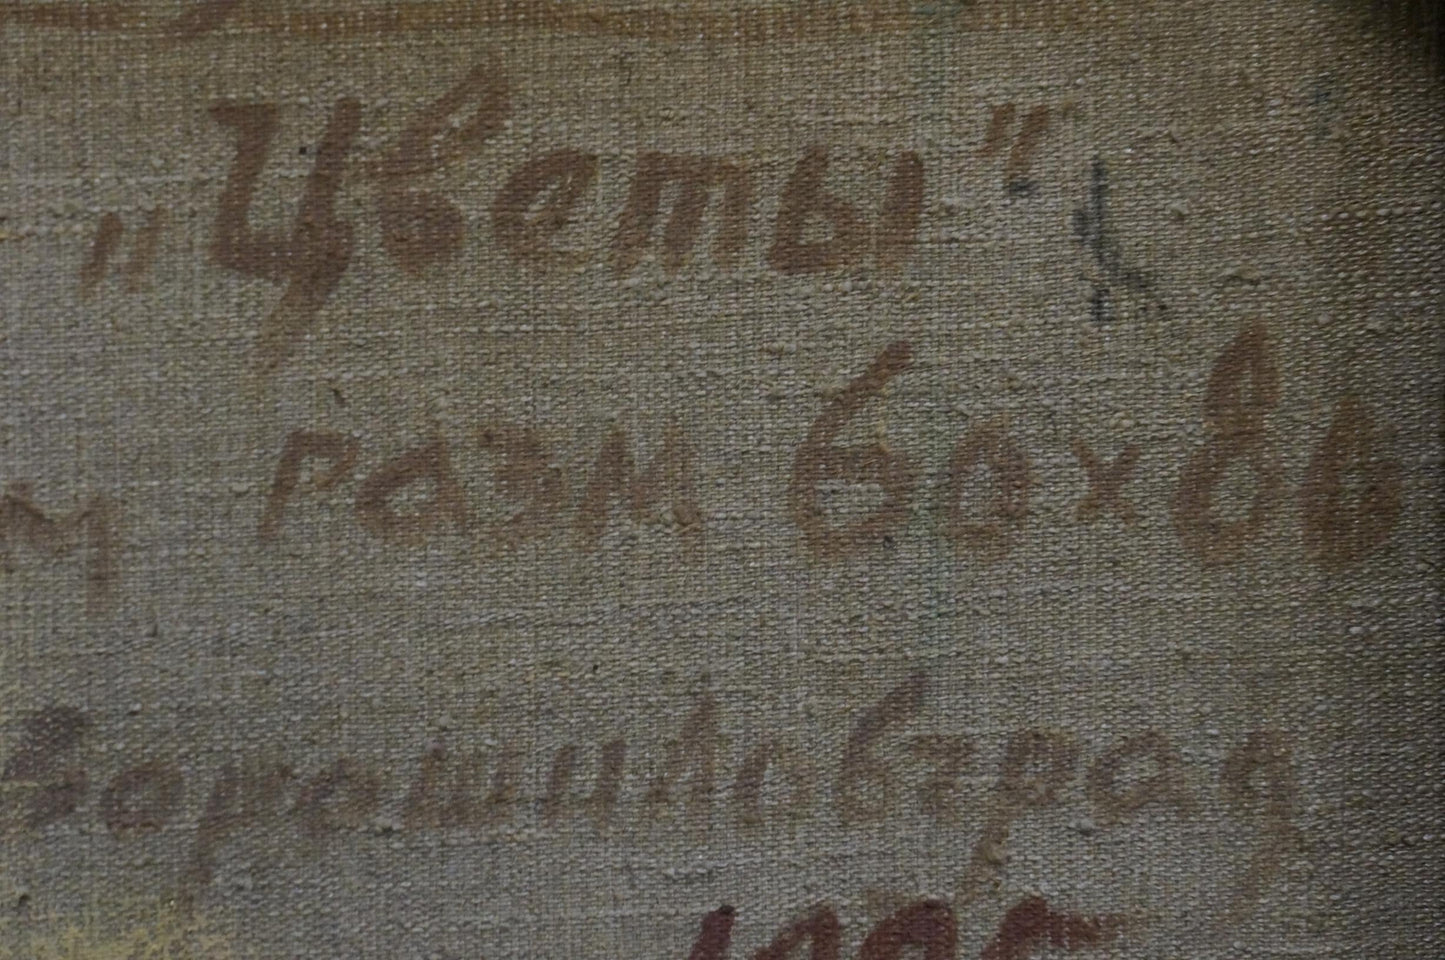 „Цветы"
м разм 60х80
Ворошиловград